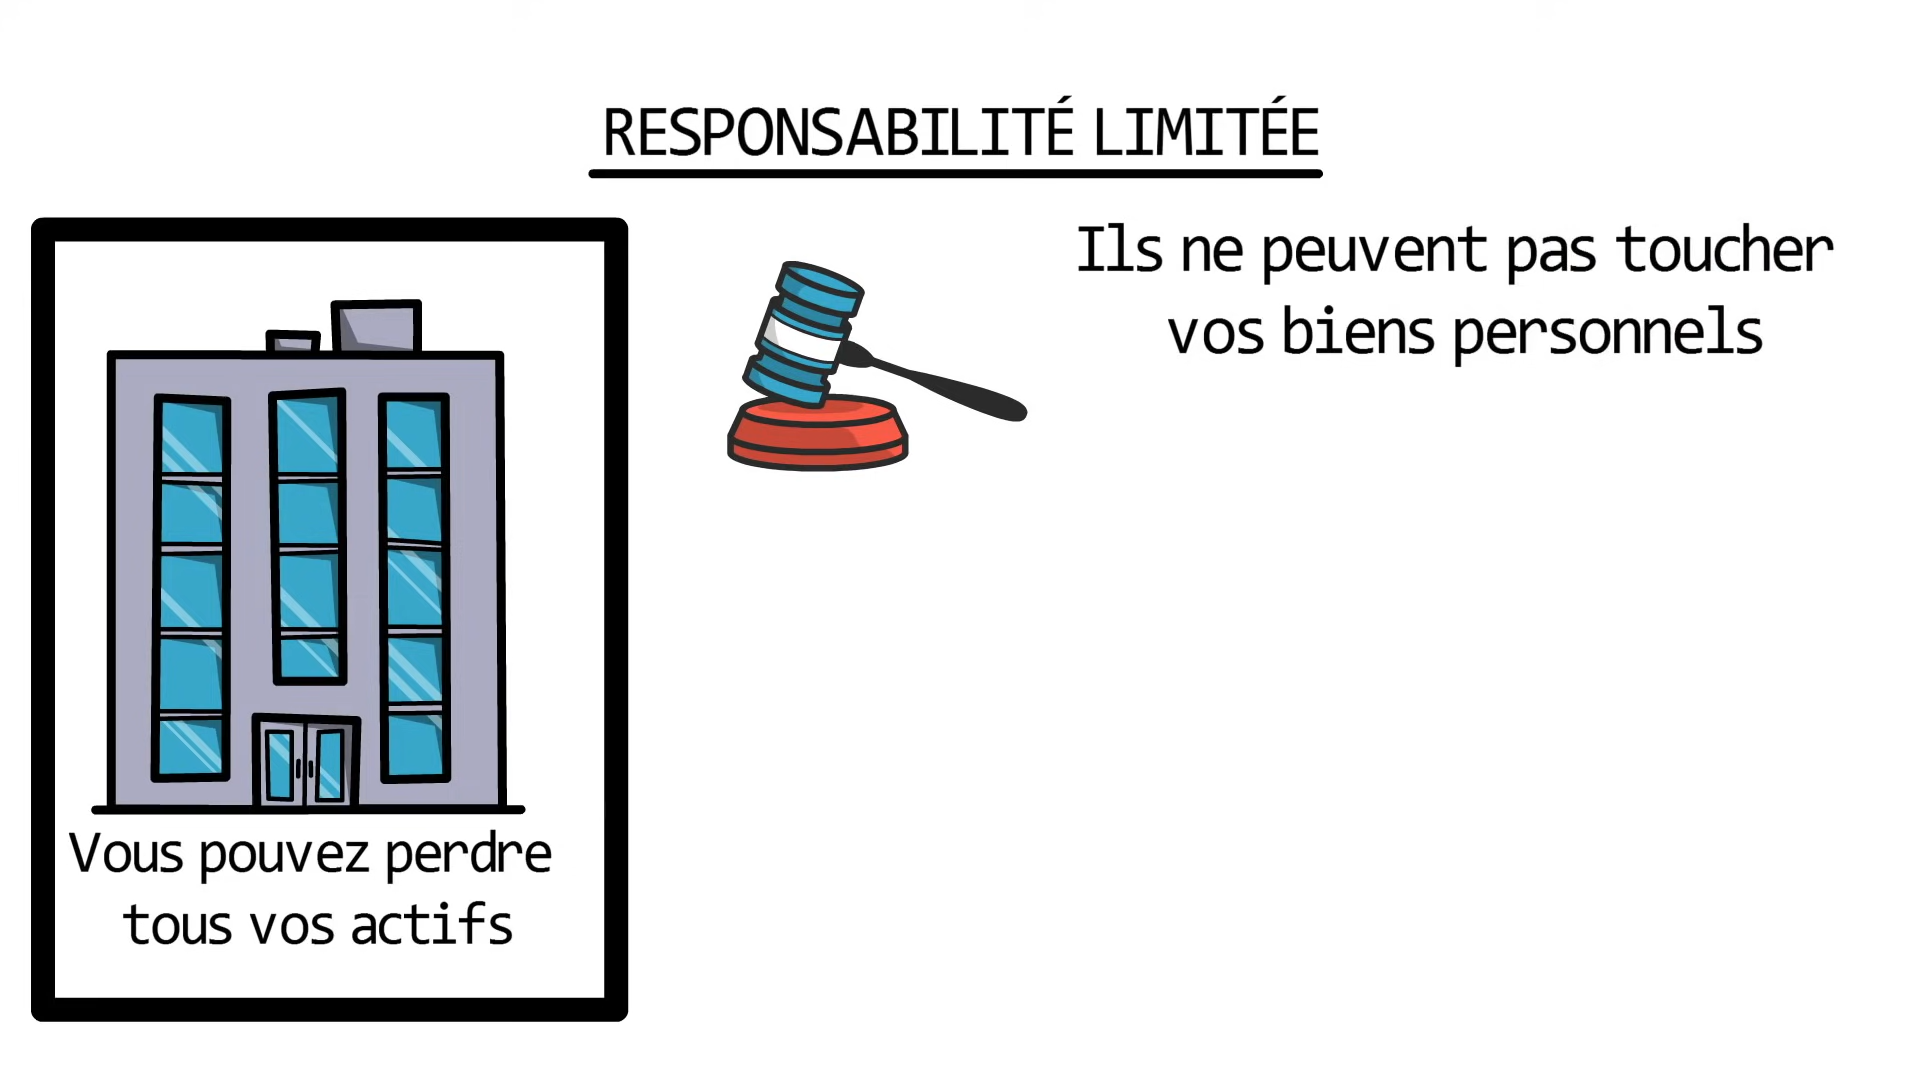 RESPONSABILITÉ LIMITÉE
Ils ne peuvent pas toucher
vos biens personnels
Vous pouvez perdre
tous vos actifs